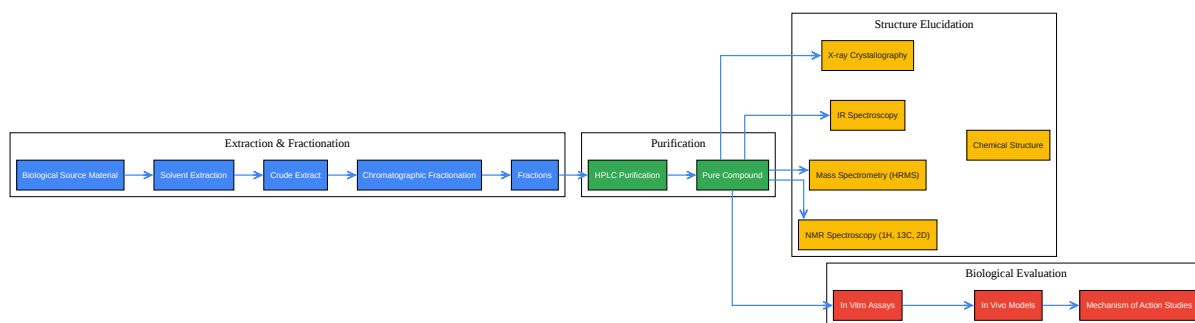 Structure Elucidation
X-ray Crystallography
IR Spectroscopy
Chemical Structure
Mass Spectrometry (HRMS)
NMR Spectroscopy (1H, 13C, 2D)
Extraction & Fractionation
Biological Source Material
Solvent Extraction
Crude Extract
Chromatographic Fractionation
Fractions
Purification
HPLC Purification
Pure Compound
Biological Evaluation
In Vitro Assays
In Vivo Models
Mechanism of Action Studies